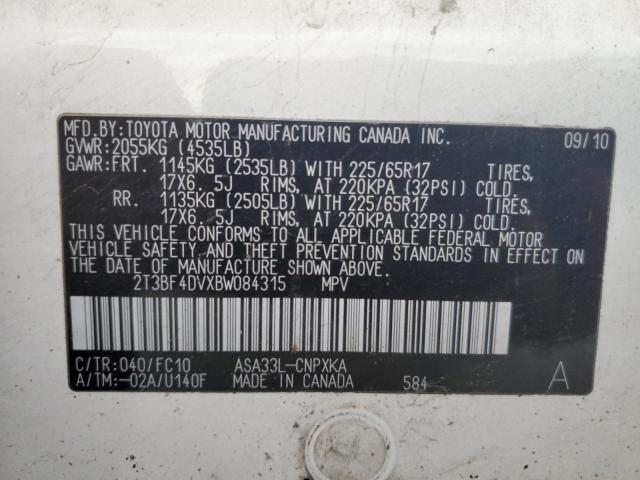 MFD. BY: TOYOTA MOTOR MANUFACTURING CANADA INC. 09/10
GVWR: 2055KG (4535LB)
GAWR: FRT. 1145KG (2535LB) WITH 225/65R17 TIRES,
17X6. 5J RIMS, AT 220KPA (32PSI) COLD.
RR. 1135KG (2505LB) WITH 225/65R17 TIRES,
17X6. 5J RIMS, AT 220KPA (32PSI) COLD.
THIS VEHICLE CONFORMS TO ALL APPLICABLE FEDERAL MOTOR
VEHICLE SAFETY AND THEFT PREVENTION STANDARDS IN EFFECT ON
THE DATE OF MANUFACTURE SHOWN ABOVE.
2T3BF4DVXBW084315 MPV
C/TR: 040/FC10 ASA33L-CNPXKA
A/TM: -02A/U140F MADE IN CANADA 584 A